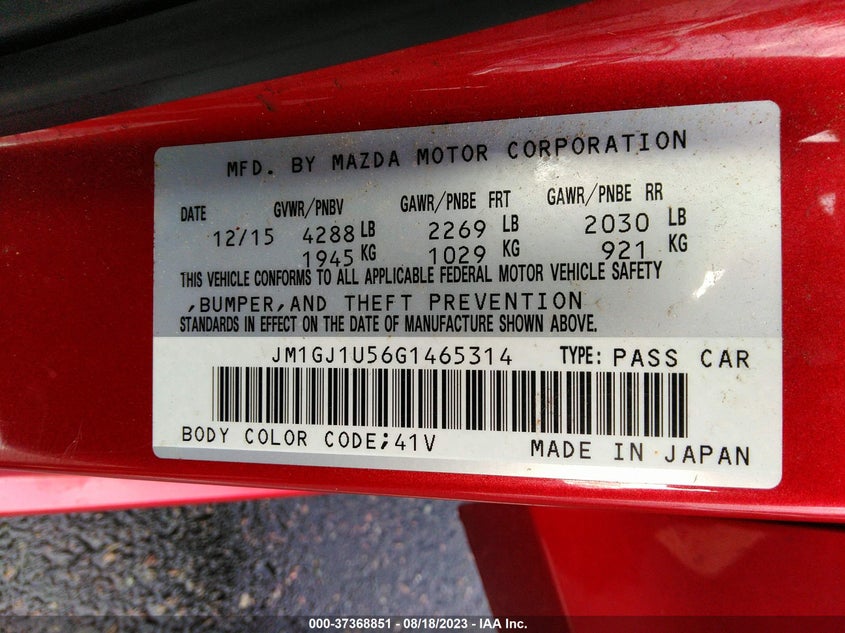 MFD. BY MAZDA MOTOR CORPORATION
DATE GVWR/PNBV GAWR/PNBE FRT GAWR/PNBE RR
12/15 4288 LB 2269 LB 2030 LB
1945 KG 1029 KG 921 KG
THIS VEHICLE CONFORMS TO ALL APPLICABLE FEDERAL MOTOR VEHICLE SAFETY
,BUMPER,AND THEFT PREVENTION
STANDARDS IN EFFECT ON THE DATE OF MANUFACTURE SHOWN ABOVE.
JM1GJ1U56G1465314 TYPE: PASS CAR
BODY COLOR CODE;41V MADE IN JAPAN
000-37368851 / 08/18/2023 - IAA Inc.